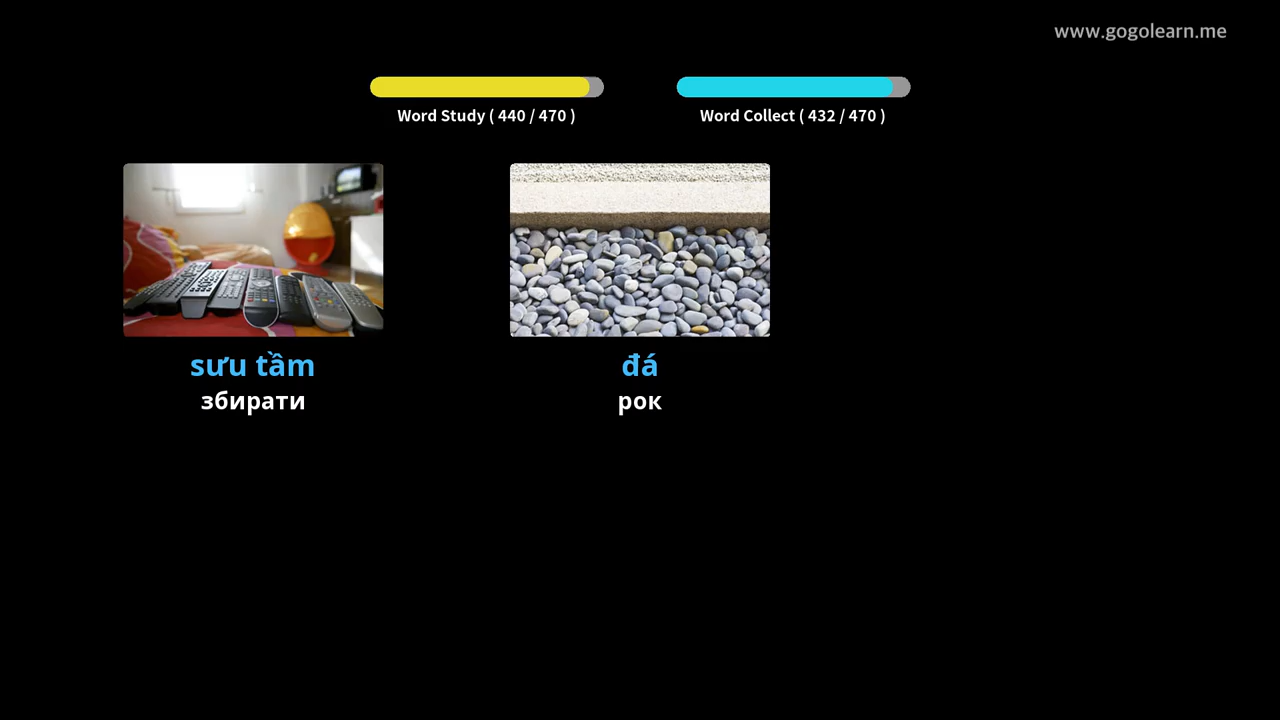 www.gogolearn.me
Word Study ( 440 / 470 )
Word Collect ( 432 / 470 )
sưu tầm
збирати
đá
рок